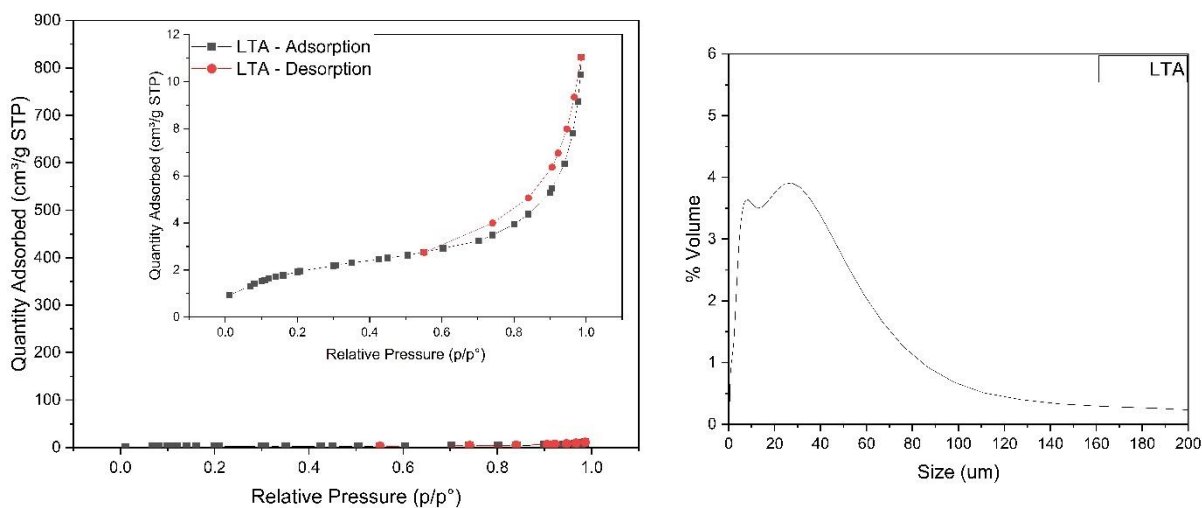 900
800
700
600
500
400
300
200
100
0
0.0 0.2 0.4 0.6 0.8 1.0
Quantity Adsorbed (cm³/g STP)
Relative Pressure (p/p°)
LTA - Adsorption
LTA - Desorption
12
10
8
6
4
2
0
0.0 0.2 0.4 0.6 0.8 1.0
Quantity Adsorbed (cm³/g STP)
Relative Pressure (p/p°)
LTA
6
5
4
3
2
1
0
0 20 40 60 80 100 120 140 160 180 200
% Volume
Size (um)